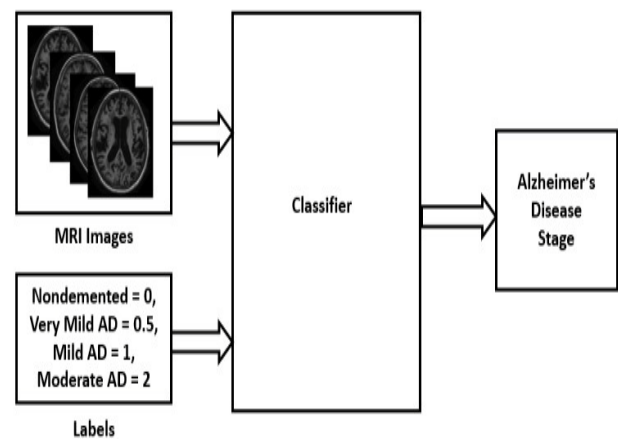 MRI Images
Nondemented = 0,
Very Mild AD = 0.5,
Mild AD = 1,
Moderate AD = 2
Labels
Classifier
Alzheimer's
Disease
Stage